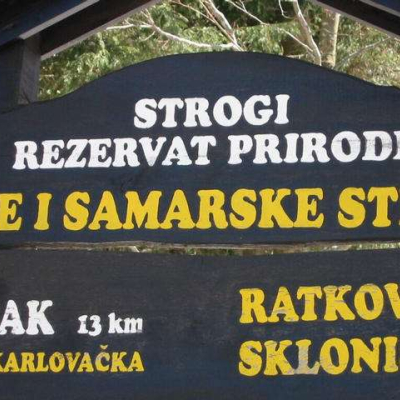 STROGI
REZERVAT PRIRODE
E I SAMARSKE ST
AK 13 km
KARLOVAČKA
RATKOV
SKLONI